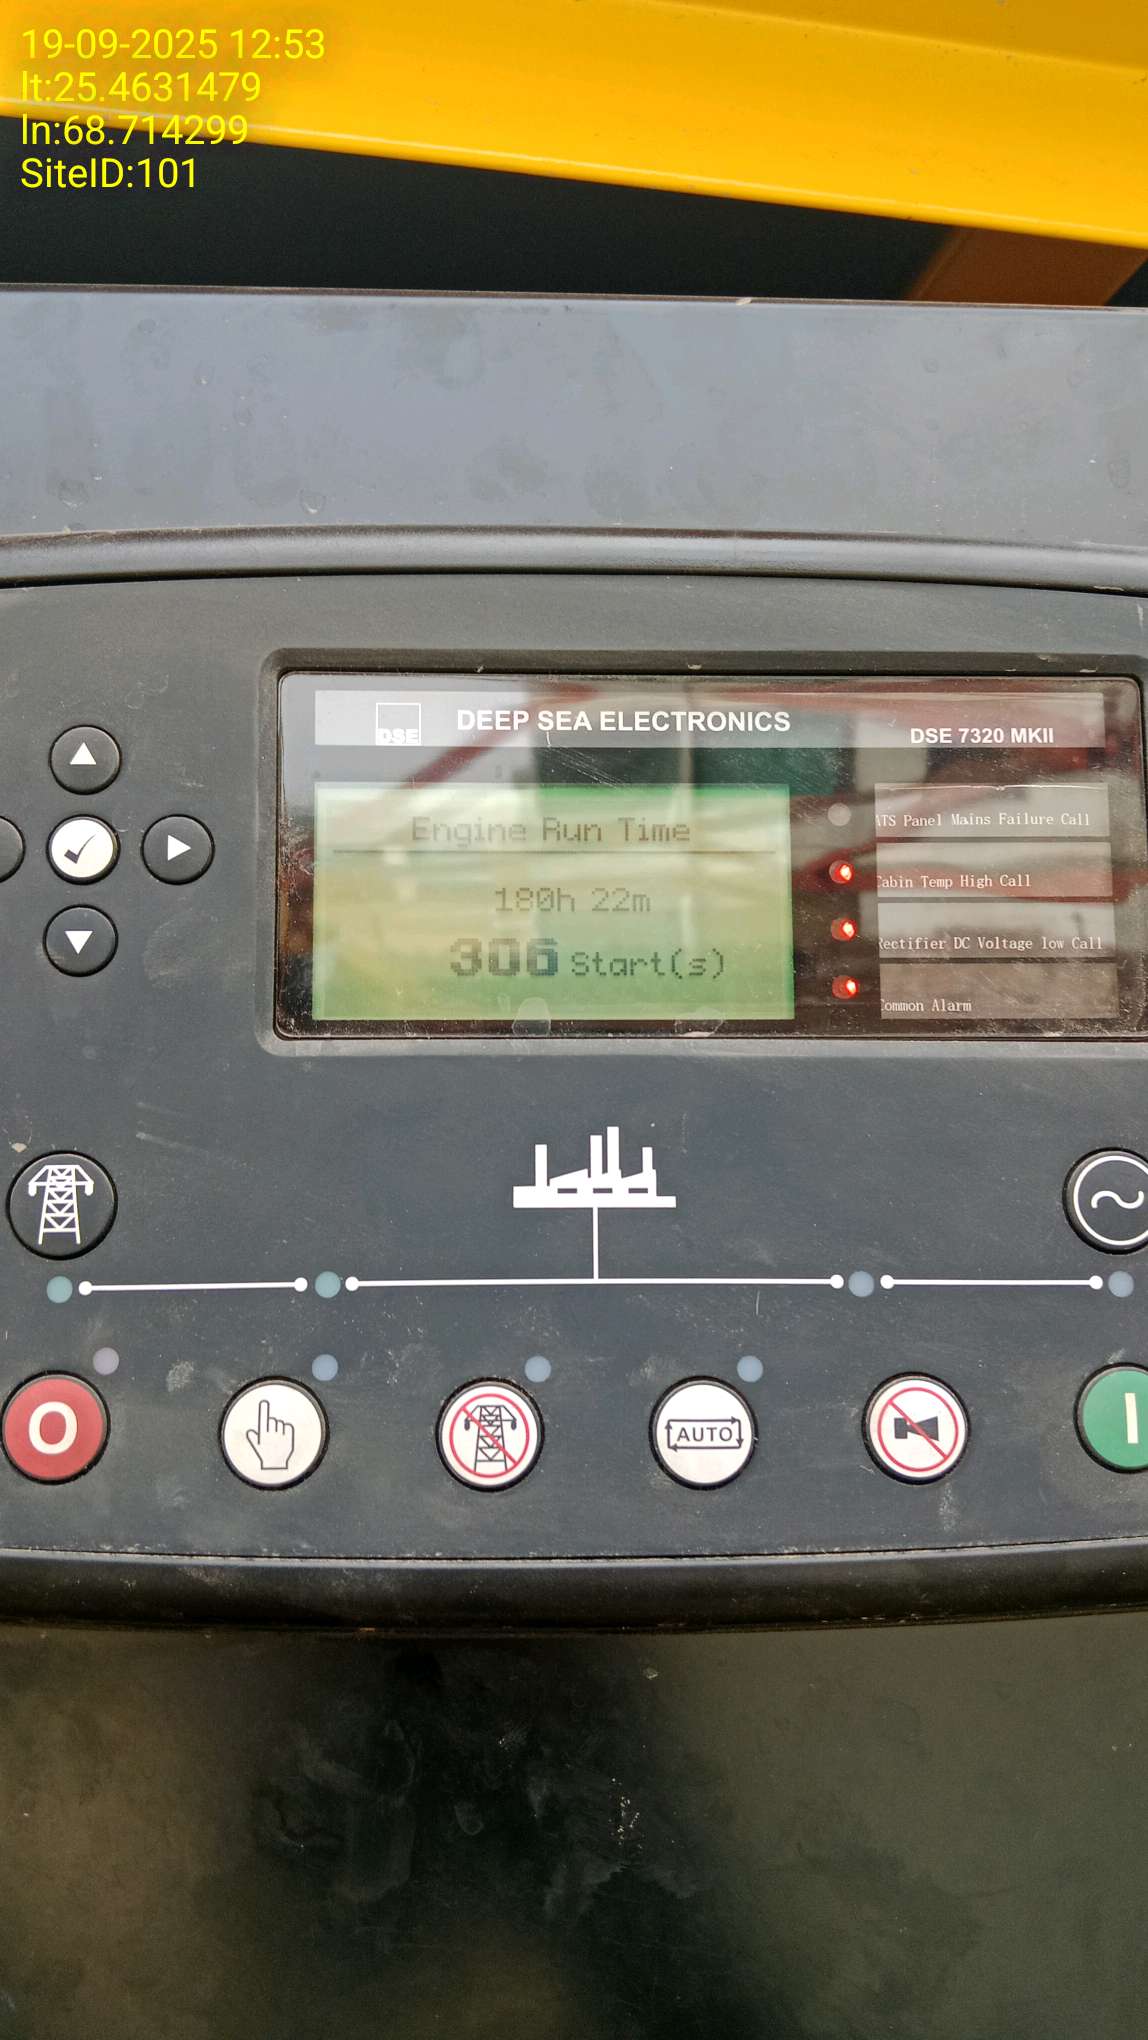 19-09-2025 12:53
lt:25.4631479
ln:68.714299
SiteID:101
DSE
DEEP SEA ELECTRONICS
DSE 7320 MKII
Engine Run Time
180h 22m
306 Start(s)
ATS Panel Mains Failure Call
Cabin Temp High Call
Rectifier DC Voltage low Call
Common Alarm
O
AUTO
I